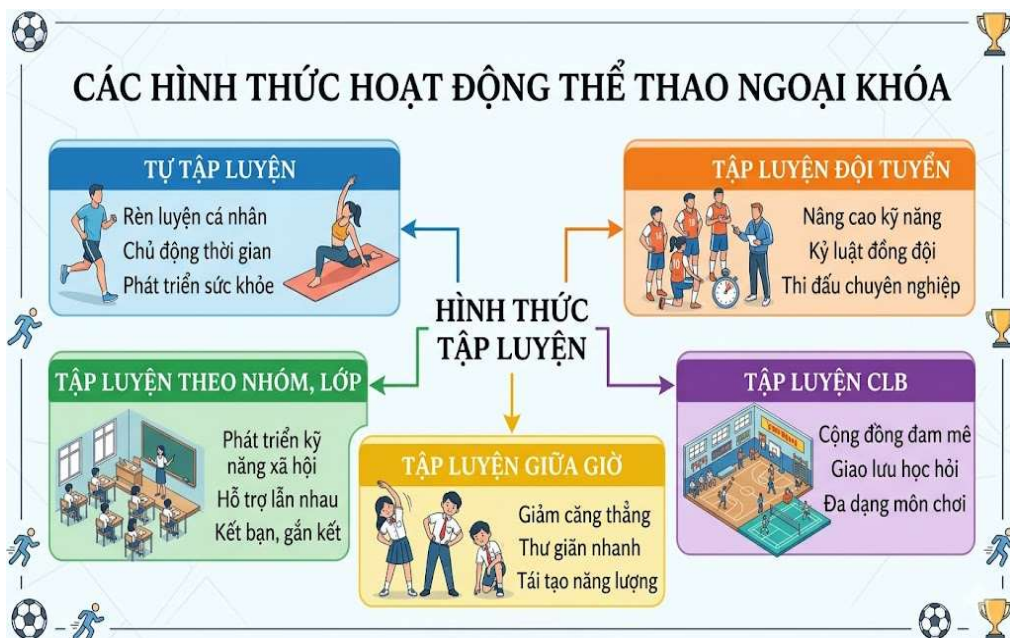 CÁC HÌNH THỨC HOẠT ĐỘNG THỂ THAO NGOẠI KHÓA
TỰ TẬP LUYỆN
Rèn luyện cá nhân
Chủ động thời gian
Phát triển sức khỏe
TẬP LUYỆN ĐỘI TUYỂN
Nâng cao kỹ năng
Kỷ luật đồng đội
Thi đấu chuyên nghiệp
HÌNH THỨC
TẬP LUYỆN
TẬP LUYỆN THEO NHÓM, LỚP
Phát triển kỹ
năng xã hội
Hỗ trợ lẫn nhau
Kết bạn, gắn kết
TẬP LUYỆN GIỮA GIỜ
Giảm căng thẳng
Thư giãn nhanh
Tái tạo năng lượng
TẬP LUYỆN CLB
Cộng đồng đam mê
Giao lưu học hỏi
Đa dạng môn chơi